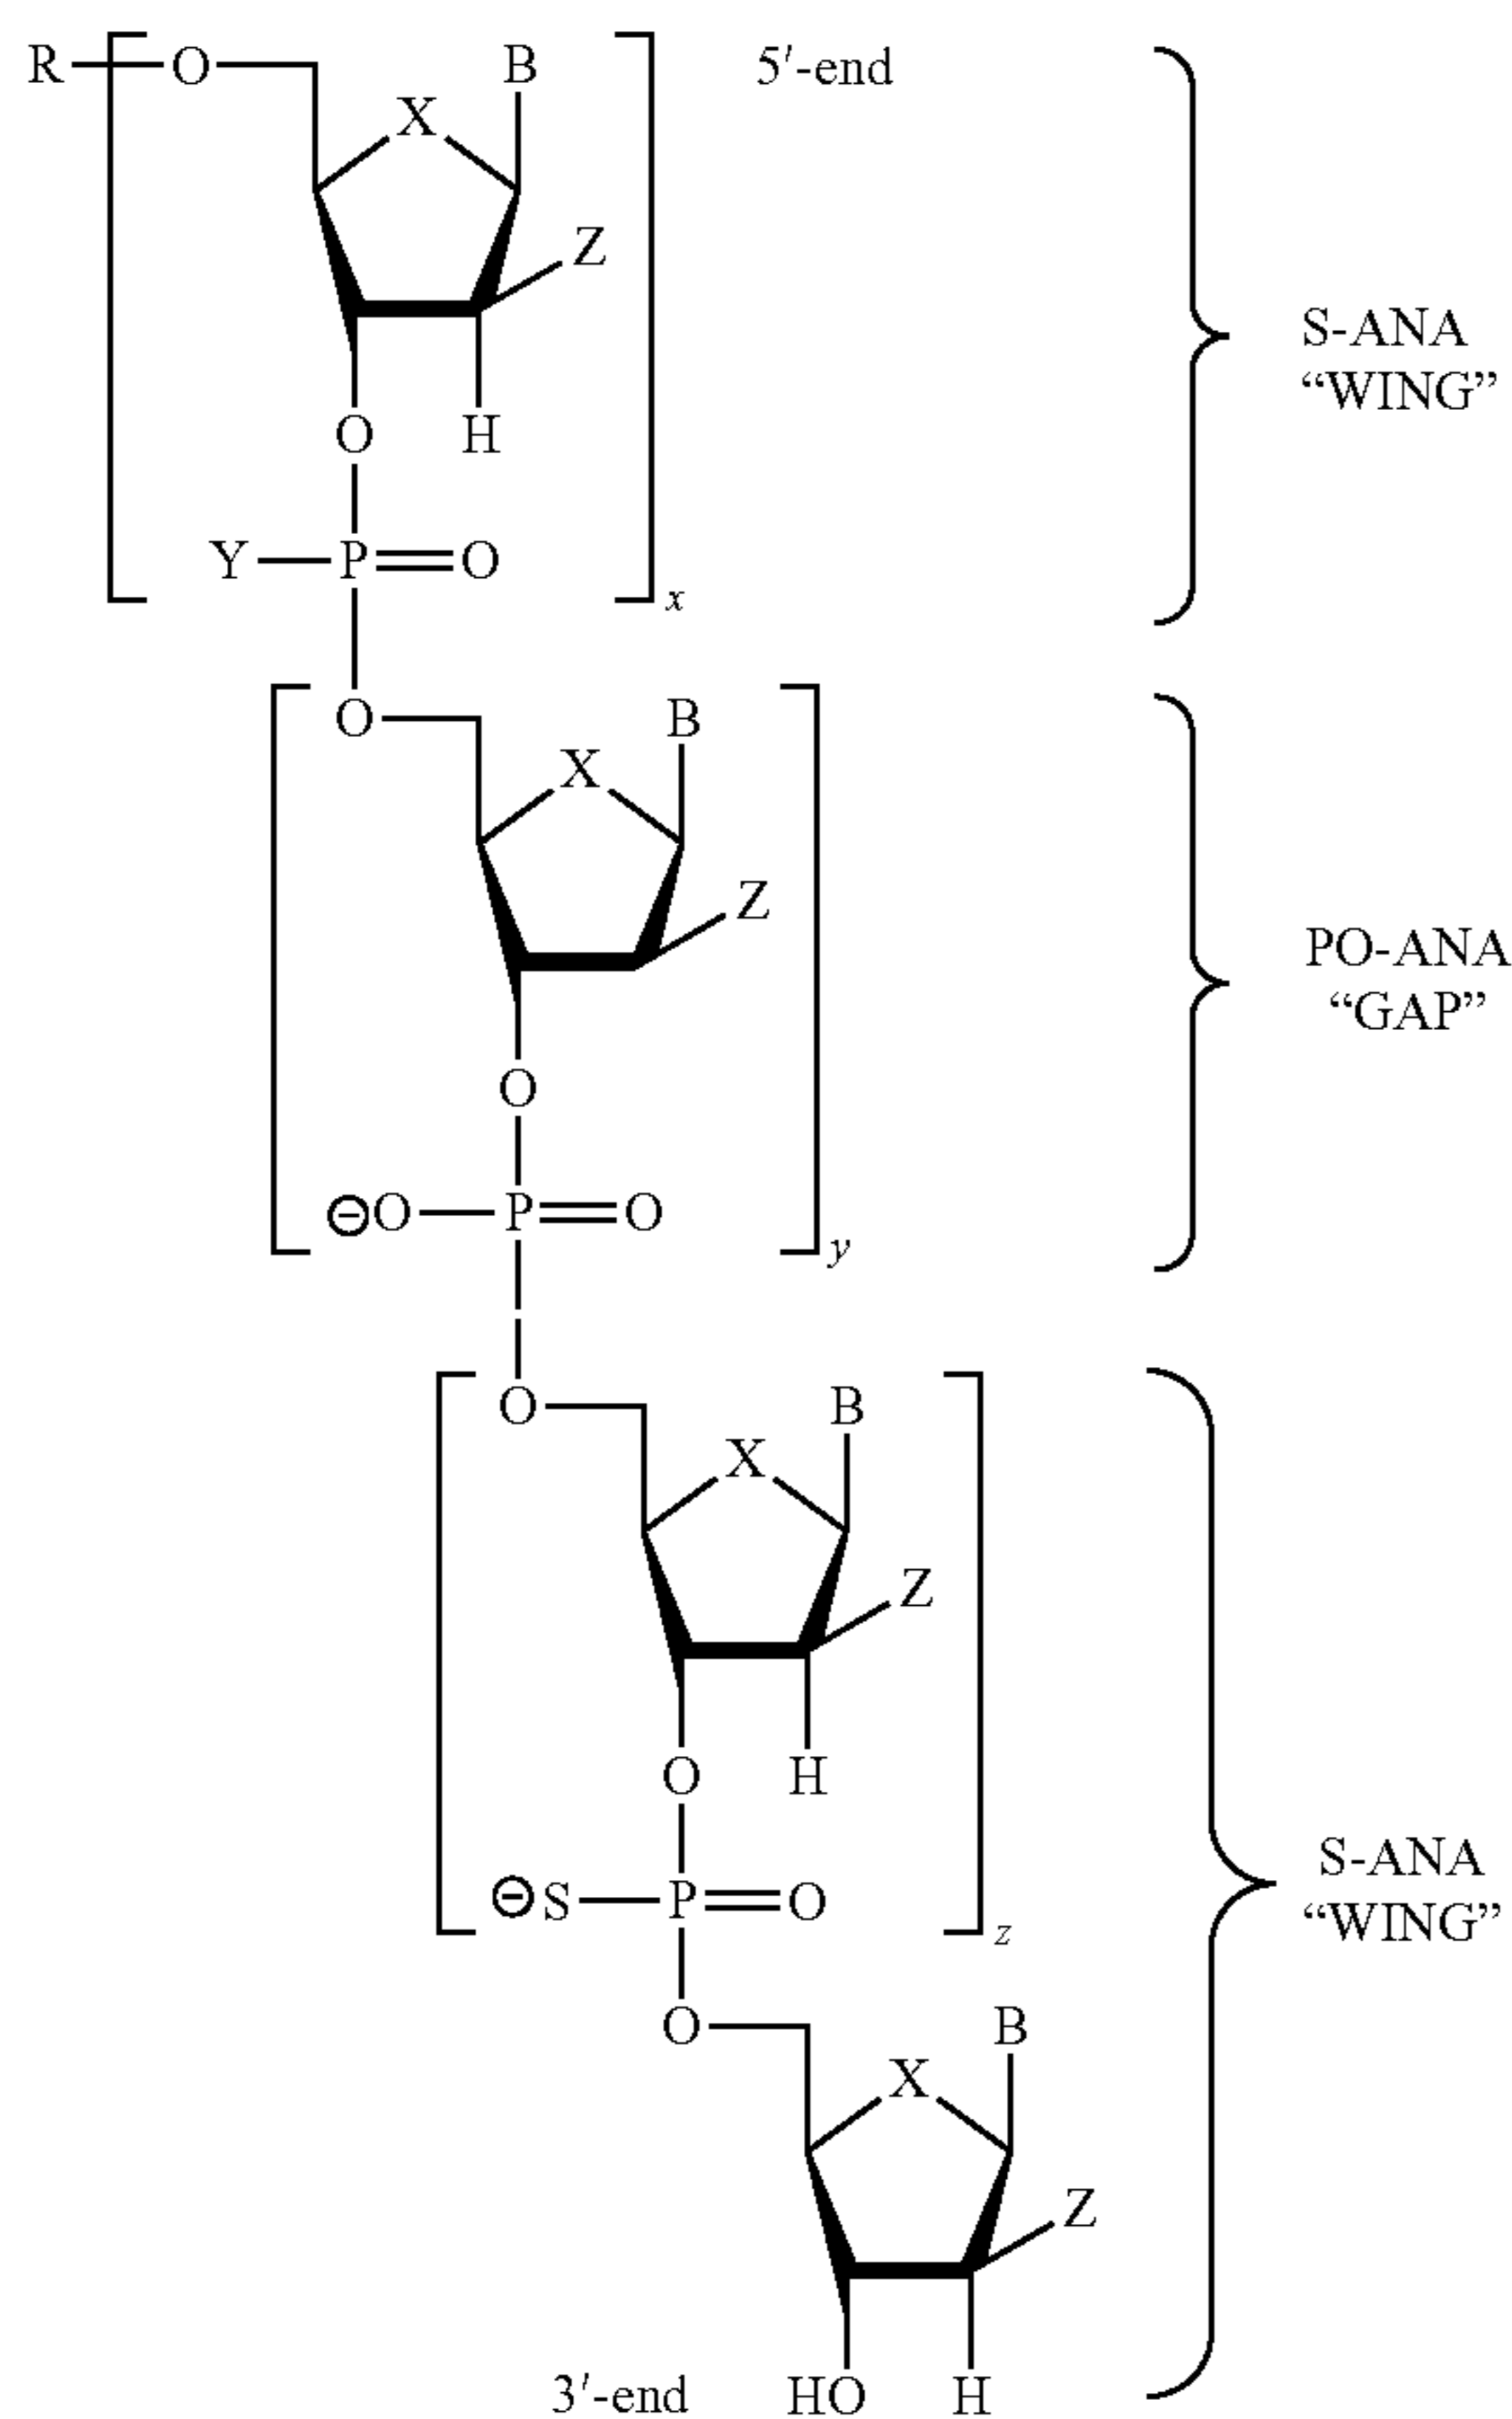 R O B 5′-end
X
Z
S-ANA
“WING”
O H
Y P O
x
O B
X
Z
PO-ANA
“GAP”
O
⊖O P O
y
O B
X
Z
O H
S-ANA
“WING”
⊖S P O
z
O B
X
Z
3′-end HO H